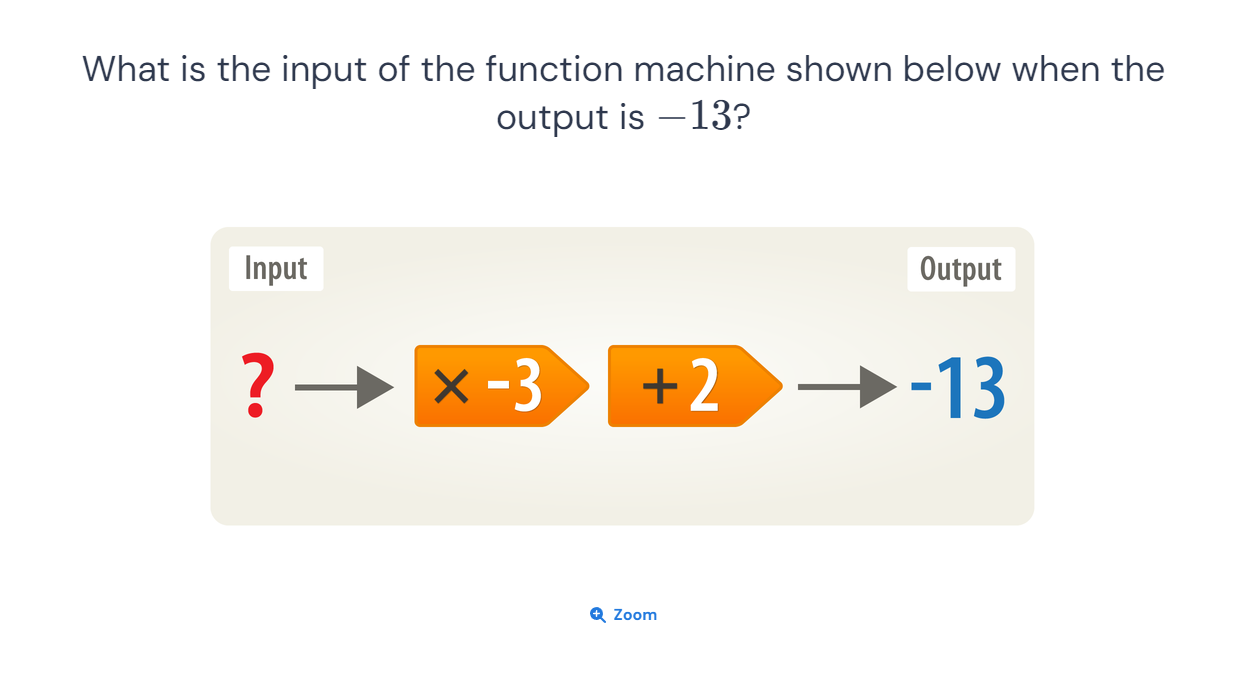 What is the input of the function machine shown below when the
output is −13?
Input
Output
? × -3 + 2 -13
Zoom